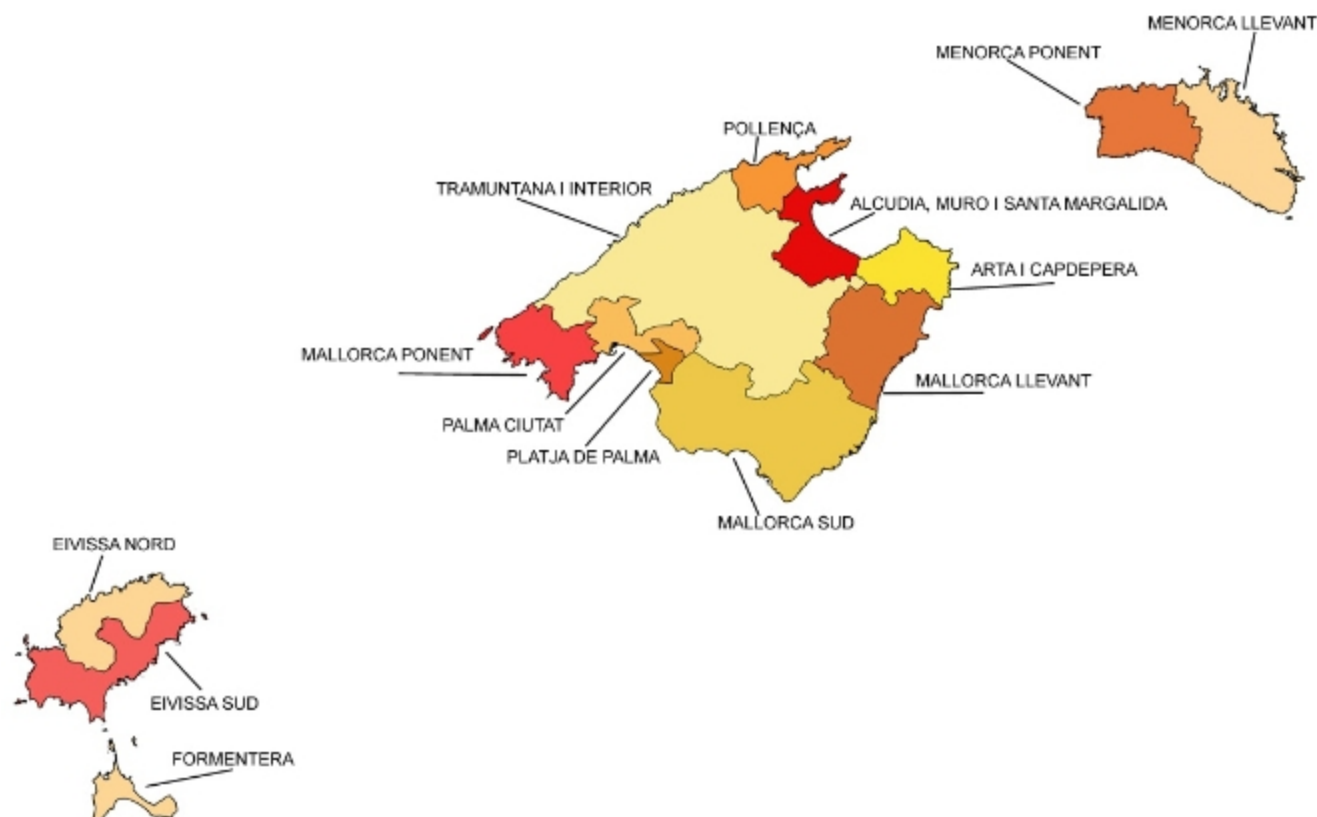 MENORCA LLEVANT
MENORCA PONENT
POLLENÇA
TRAMUNTANA I INTERIOR
ALCUDIA, MURO I SANTA MARGALIDA
ARTA I CAPDEPERA
MALLORCA PONENT
MALLORCA LLEVANT
PALMA CIUTAT
PLATJA DE PALMA
MALLORCA SUD
EIVISSA NORD
EIVISSA SUD
FORMENTERA